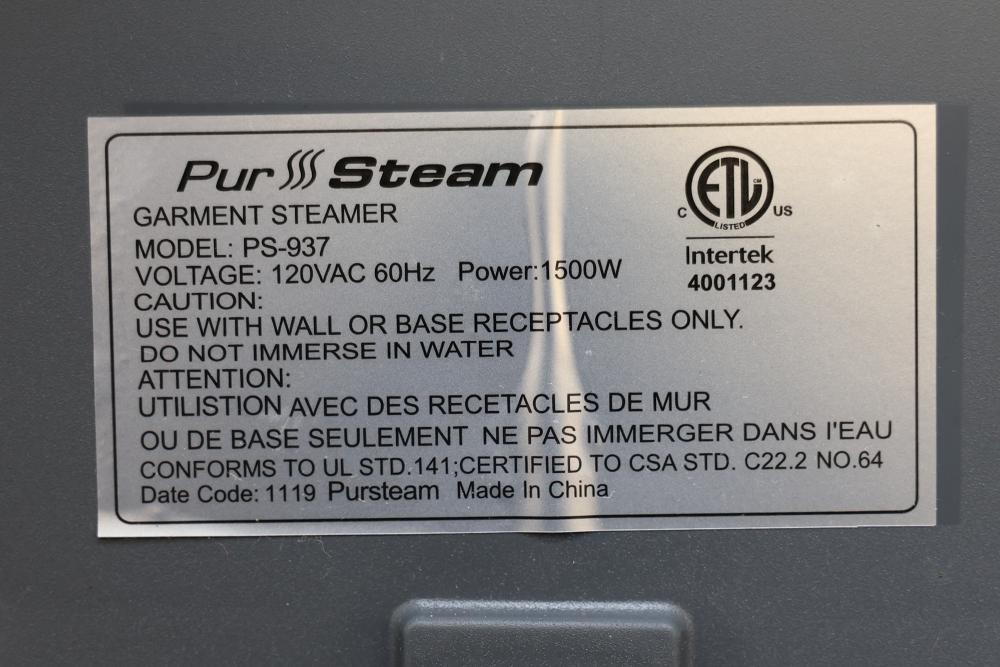 Pur Steam
GARMENT STEAMER
MODEL: PS-937
VOLTAGE: 120VAC 60Hz Power:1500W
CAUTION:
USE WITH WALL OR BASE RECEPTACLES ONLY.
DO NOT IMMERSE IN WATER
ATTENTION:
UTILISTION AVEC DES RECETACLES DE MUR
OU DE BASE SEULEMENT NE PAS IMMERGER DANS I'EAU
CONFORMS TO UL STD.141;CERTIFIED TO CSA STD. C22.2 NO.64
Date Code: 1119 Pursteam Made In China
ETL CM
C US
LISTED
Intertek
4001123